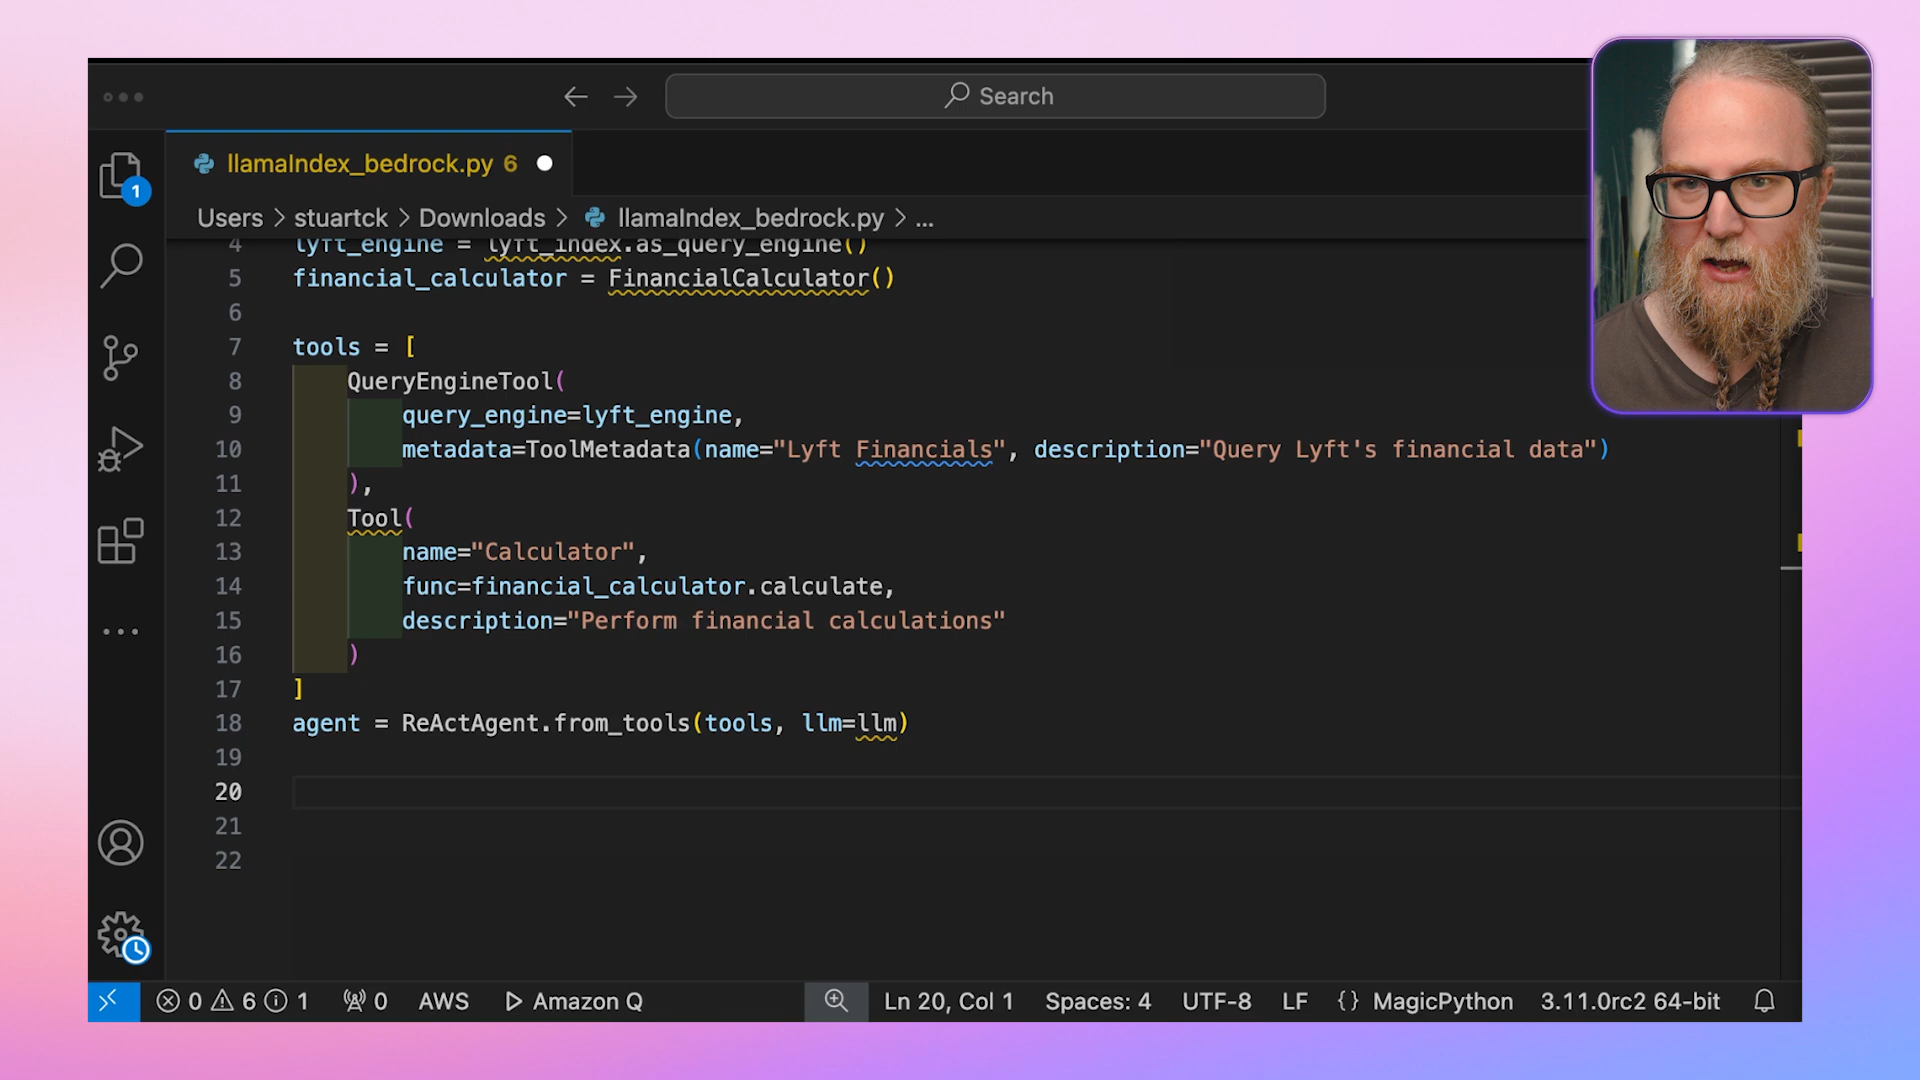 Search
llamaIndex_bedrock.py 6
1
Users > stuartck > Downloads > llamaIndex_bedrock.py > ...
4 lyft_engine = lyft_index.as_query_engine()
5 financial_calculator = FinancialCalculator()
6
7 tools = [
8 QueryEngineTool(
9 query_engine=lyft_engine,
10 metadata=ToolMetadata(name="Lyft Financials", description="Query Lyft's financial data")
11 ),
12 Tool(
13 name="Calculator",
14 func=financial_calculator.calculate,
15 description="Perform financial calculations"
16 )
17 ]
18 agent = ReActAgent.from_tools(tools, llm=llm)
19
20
21
22
0 6 1 0 AWS Amazon Q Ln 20, Col 1 Spaces: 4 UTF-8 LF {} MagicPython 3.11.0rc2 64-bit